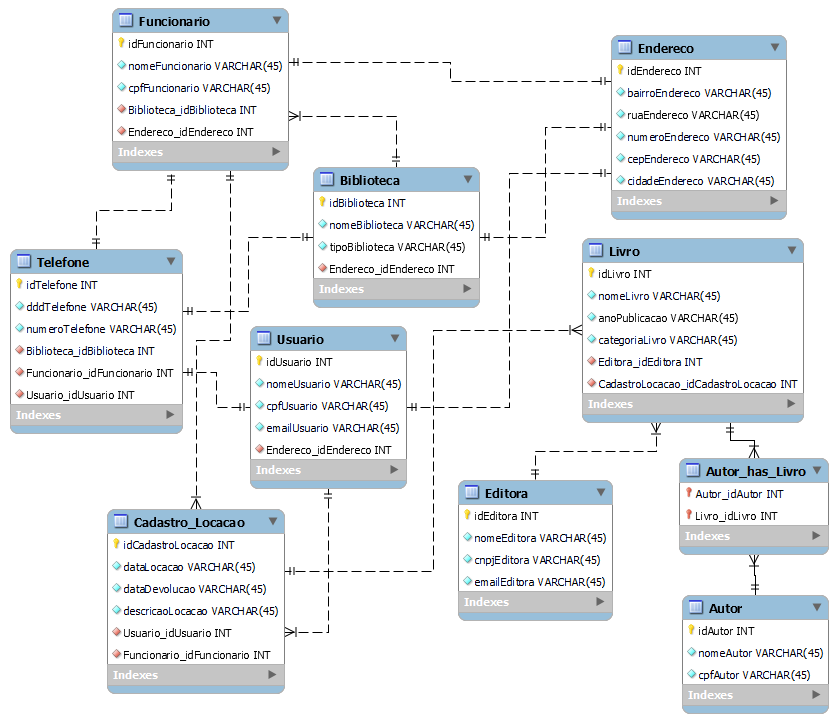 Funcionario
idFuncionario INT
nomeFuncionario VARCHAR(45)
cpfFuncionario VARCHAR(45)
Biblioteca_idBiblioteca INT
Endereco_idEndereco INT
Indexes
Endereco
idEndereco INT
bairroEndereco VARCHAR(45)
ruaEndereco VARCHAR(45)
numeroEndereco VARCHAR(45)
cepEndereco VARCHAR(45)
cidadeEndereco VARCHAR(45)
Indexes
Biblioteca
idBiblioteca INT
nomeBiblioteca VARCHAR(45)
tipoBiblioteca VARCHAR(45)
Endereco_idEndereco INT
Indexes
Telefone
idTelefone INT
dddTelefone VARCHAR(45)
numeroTelefone VARCHAR(45)
Biblioteca_idBiblioteca INT
Funcionario_idFuncionario INT
Usuario_idUsuario INT
Indexes
Livro
idLivro INT
nomeLivro VARCHAR(45)
anoPublicacao VARCHAR(45)
categoriaLivro VARCHAR(45)
Editora_idEditora INT
CadastroLocacao_idCadastroLocacao INT
Indexes
Usuario
idUsuario INT
nomeUsuario VARCHAR(45)
cpfUsuario VARCHAR(45)
emailUsuario VARCHAR(45)
Endereco_idEndereco INT
Indexes
Autor_has_Livro
Autor_idAutor INT
Livro_idLivro INT
Indexes
Editora
idEditora INT
nomeEditora VARCHAR(45)
cnpjEditora VARCHAR(45)
emailEditora VARCHAR(45)
Indexes
Cadastro_Locacao
idCadastroLocacao INT
dataLocacao VARCHAR(45)
dataDevolucao VARCHAR(45)
descricaoLocacao VARCHAR(45)
Usuario_idUsuario INT
Funcionario_idFuncionario INT
Indexes
Autor
idAutor INT
nomeAutor VARCHAR(45)
cpfAutor VARCHAR(45)
Indexes